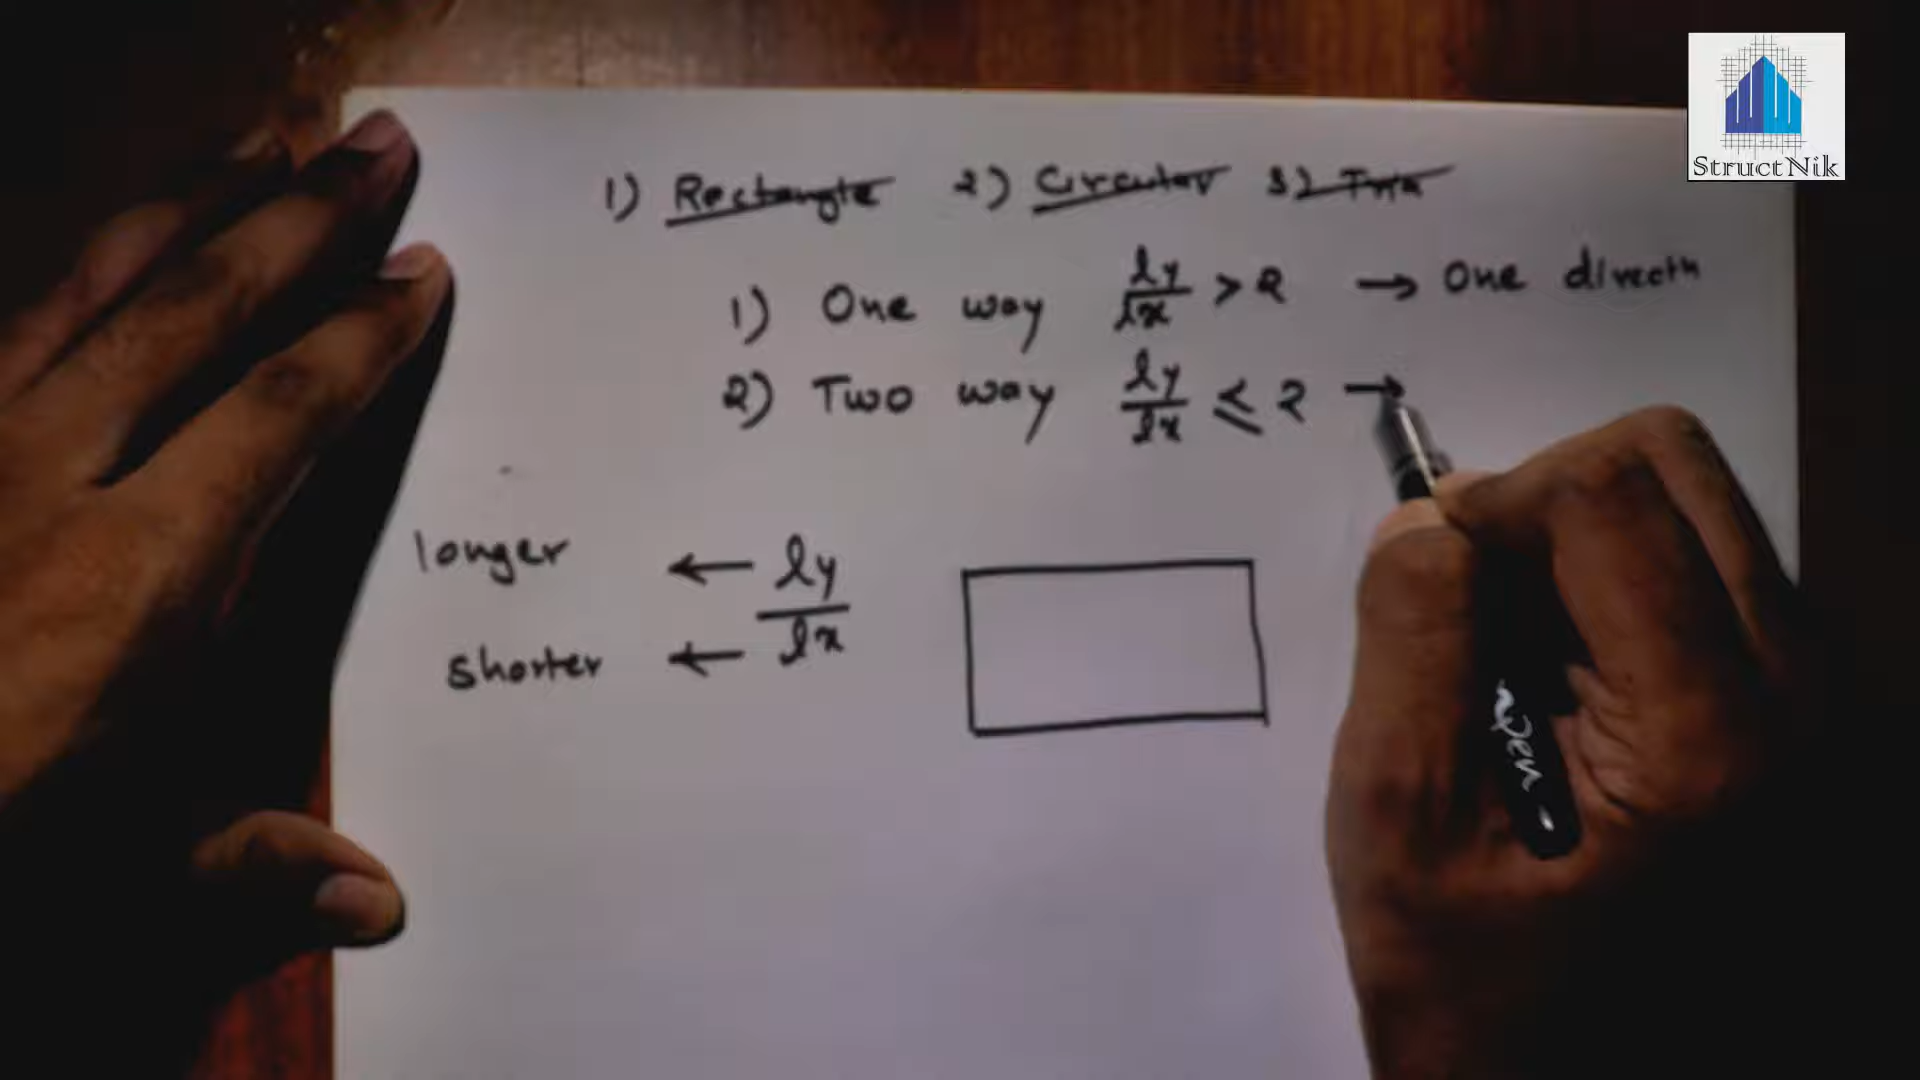 1) Rectangle 2) Circular 3)
1) One way ly/lx > 2 → One directn
2) Two way ly/lx ≤ 2 →
longer ← ly
shorter ← lx
StructNik